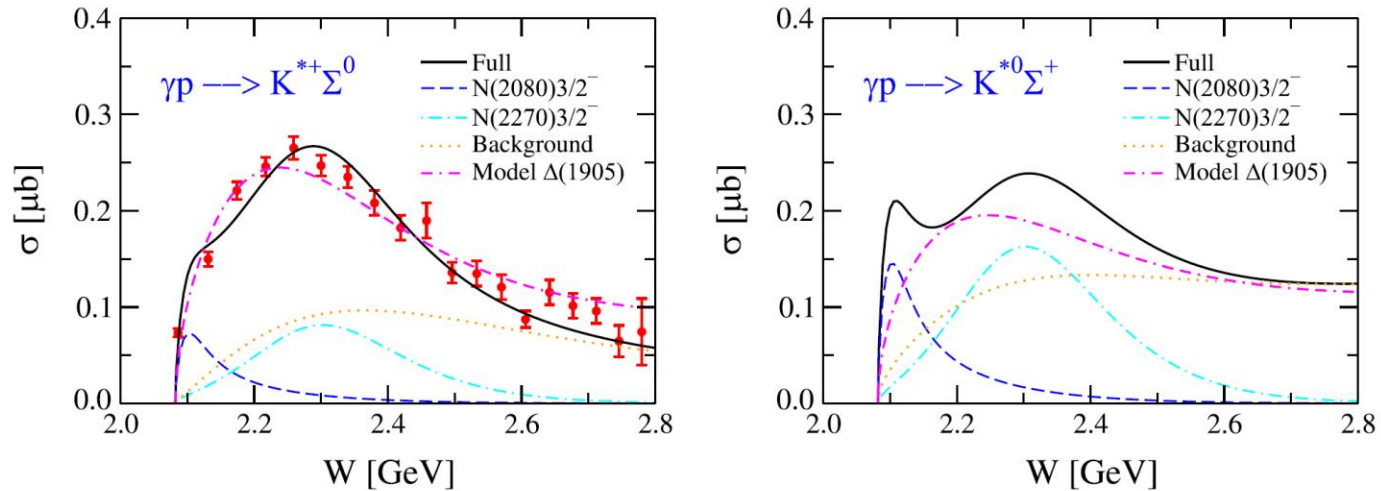 0.4
0.3
0.2
0.1
0.0
σ [μb]
γp —–> K*+Σ0
Full
N(2080)3/2−
N(2270)3/2−
Background
Model Δ(1905)
2.0 2.2 2.4 2.6 2.8
W [GeV]
0.4
0.3
0.2
0.1
0.0
σ [μb]
γp —–> K*0Σ+
Full
N(2080)3/2−
N(2270)3/2−
Background
Model Δ(1905)
2.0 2.2 2.4 2.6 2.8
W [GeV]